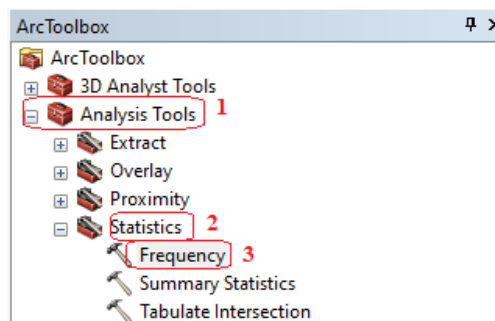 ArcToolbox
ArcToolbox
3D Analyst Tools
Analysis Tools 1
Extract
Overlay
Proximity
Statistics 2
Frequency 3
Summary Statistics
Tabulate Intersection